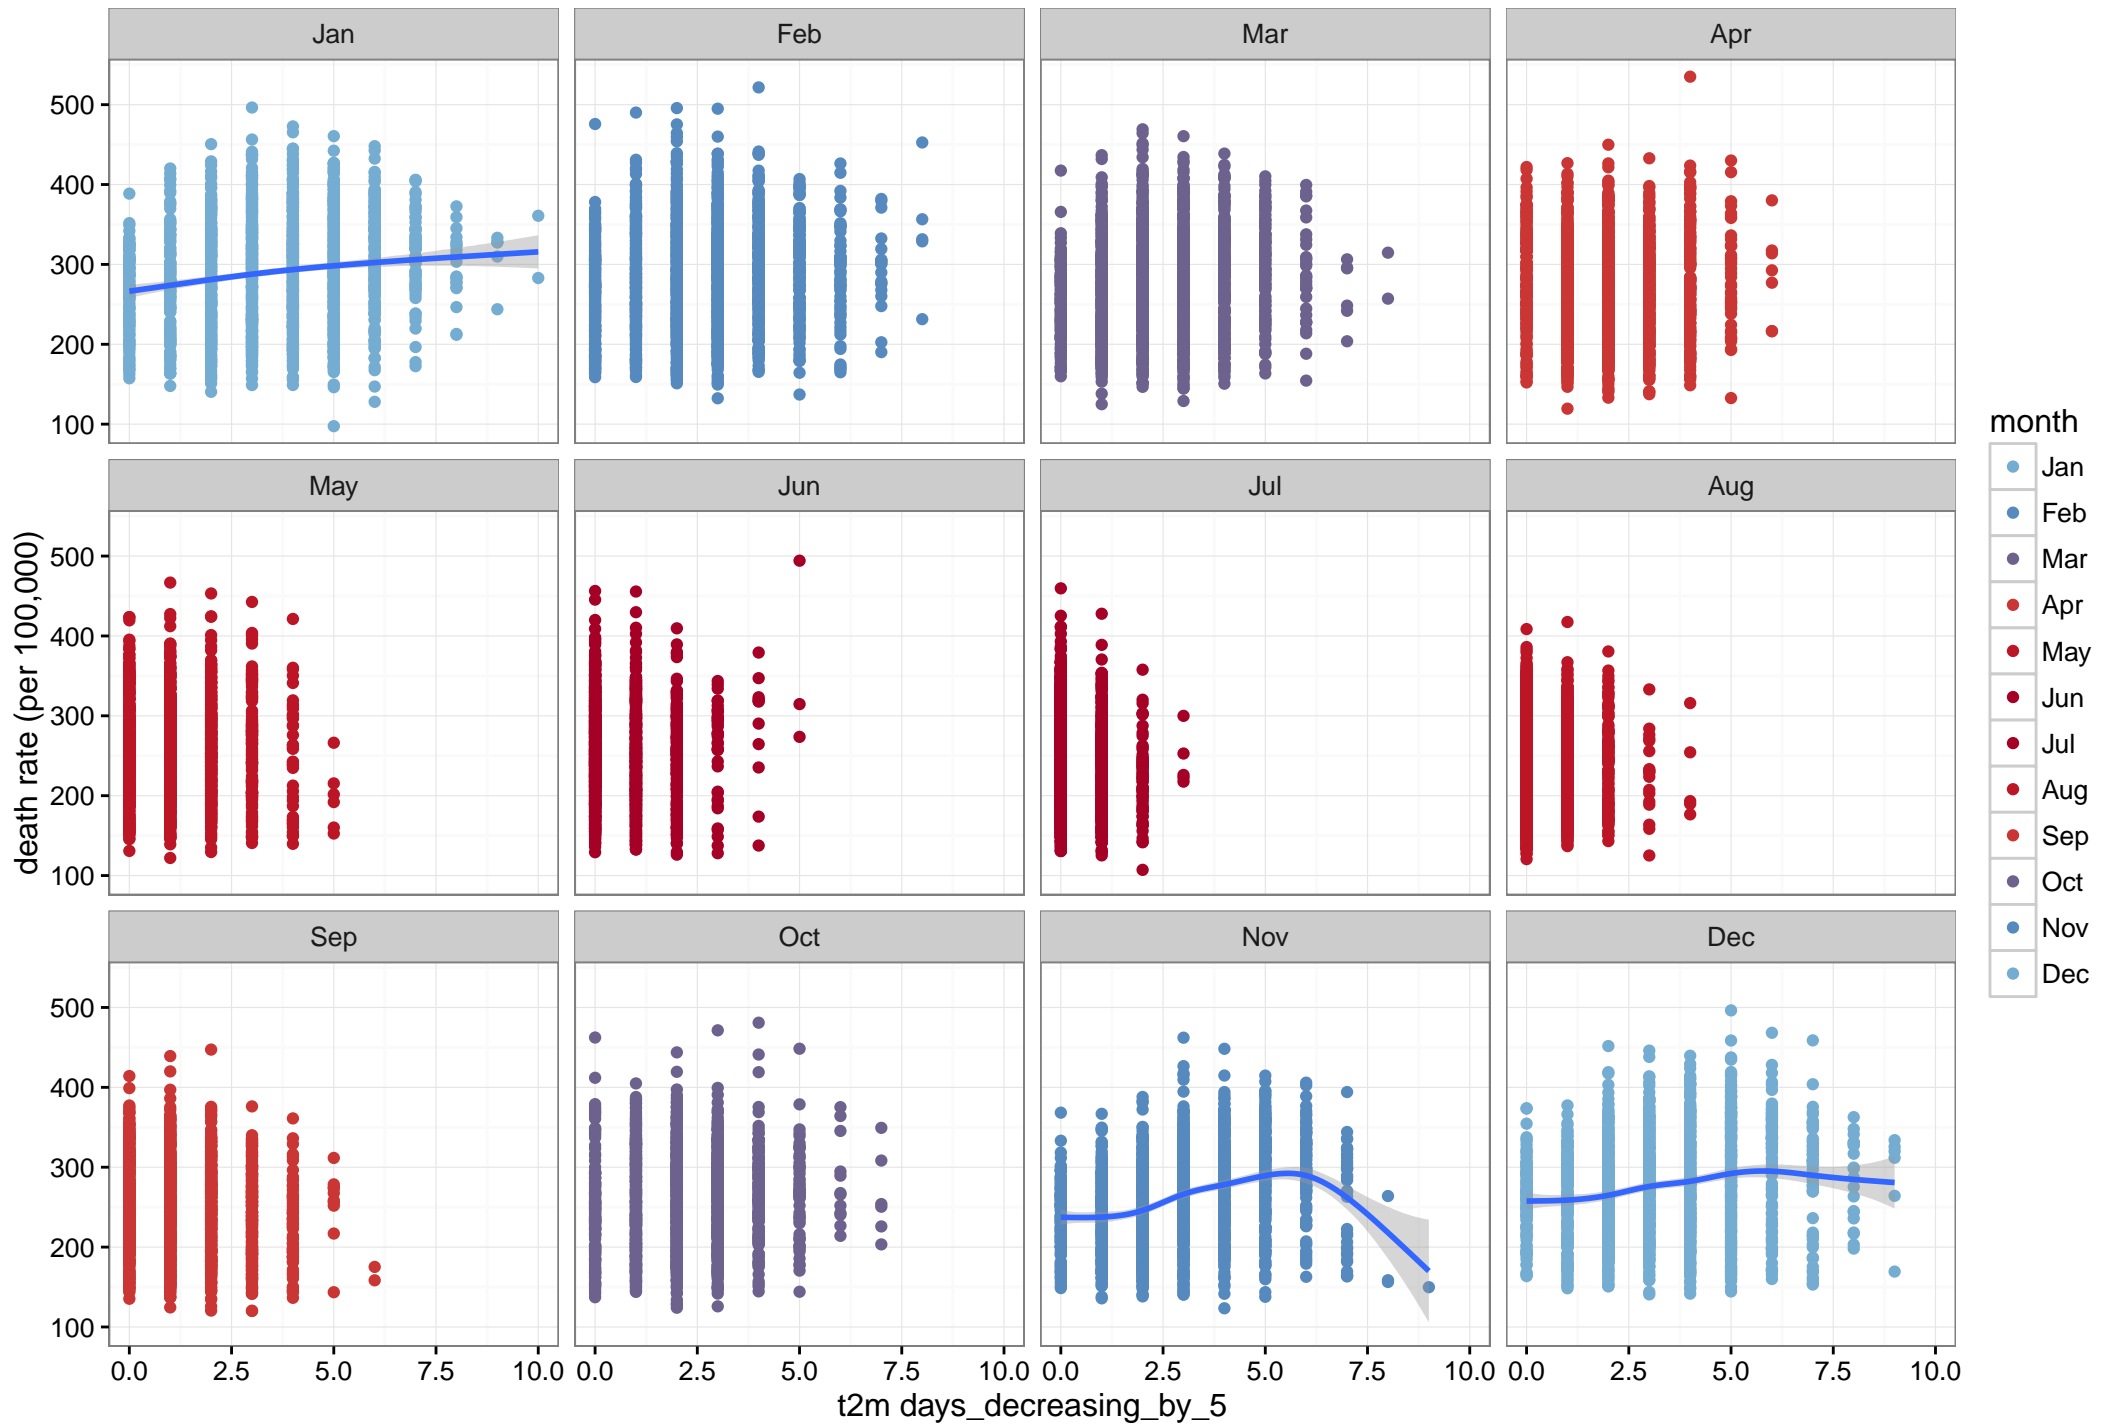 Jan Feb Mar Apr
500
400
300
200
100
May Jun Jul Aug
500
400
300
200
100
Sep Oct Nov Dec
500
400
300
200
100
0.0 2.5 5.0 7.5 10.0 0.0 2.5 5.0 7.5 10.0 0.0 2.5 5.0 7.5 10.0 0.0 2.5 5.0 7.5 10.0
t2m days_decreasing_by_5
death rate (per 100,000)
month
Jan
Feb
Mar
Apr
May
Jun
Jul
Aug
Sep
Oct
Nov
Dec